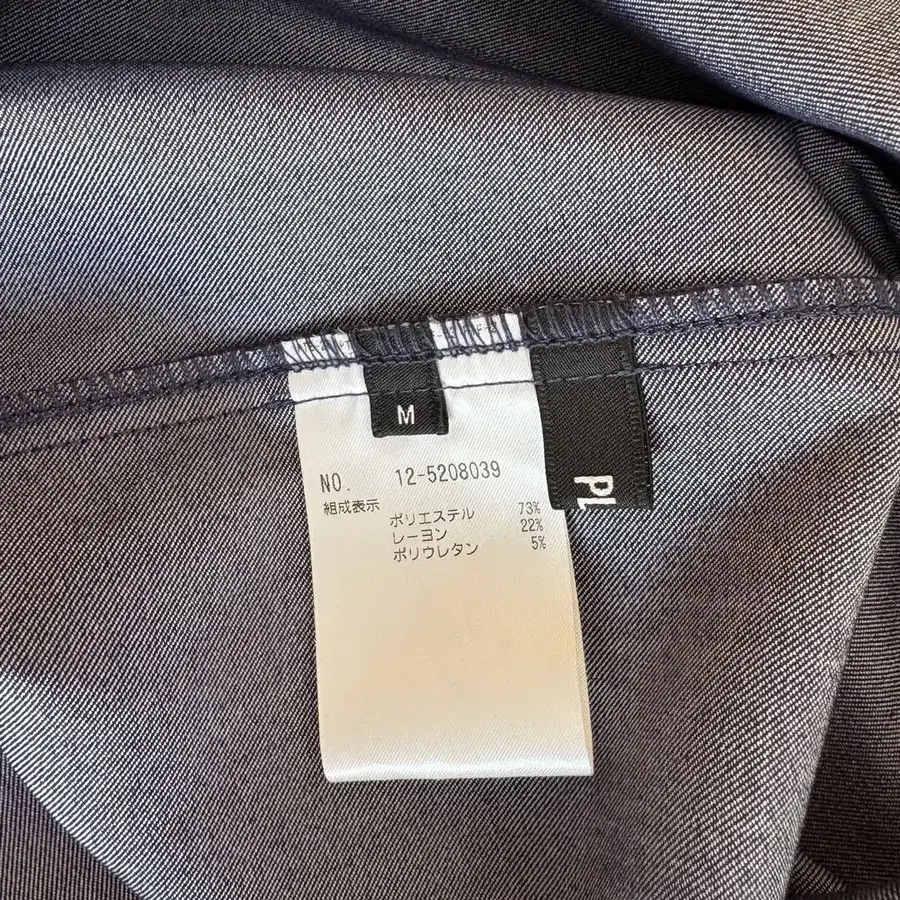 M
PL
NO. 12-5208039
組成表示
ポリエステル 73%
レーヨン 22%
ポリウレタン 5%